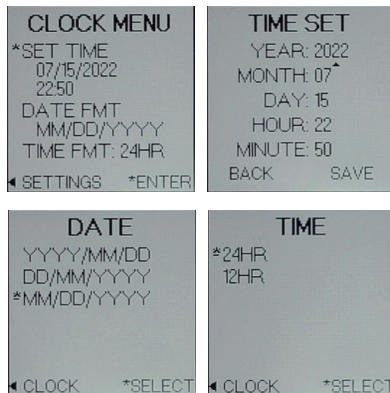 CLOCK MENU
*SET TIME
07/15/2022
22:50
DATE FMT
MM/DD/YYYY
TIME FMT: 24HR
◄ SETTINGS *ENTER
TIME SET
YEAR: 2022
MONTH: 07
DAY: 15
HOUR: 22
MINUTE: 50
BACK SAVE
DATE
YYYY/MM/DD
DD/MM/YYYY
*MM/DD/YYYY
◄ CLOCK *SELECT
TIME
*24HR
12HR
◄ CLOCK *SELECT